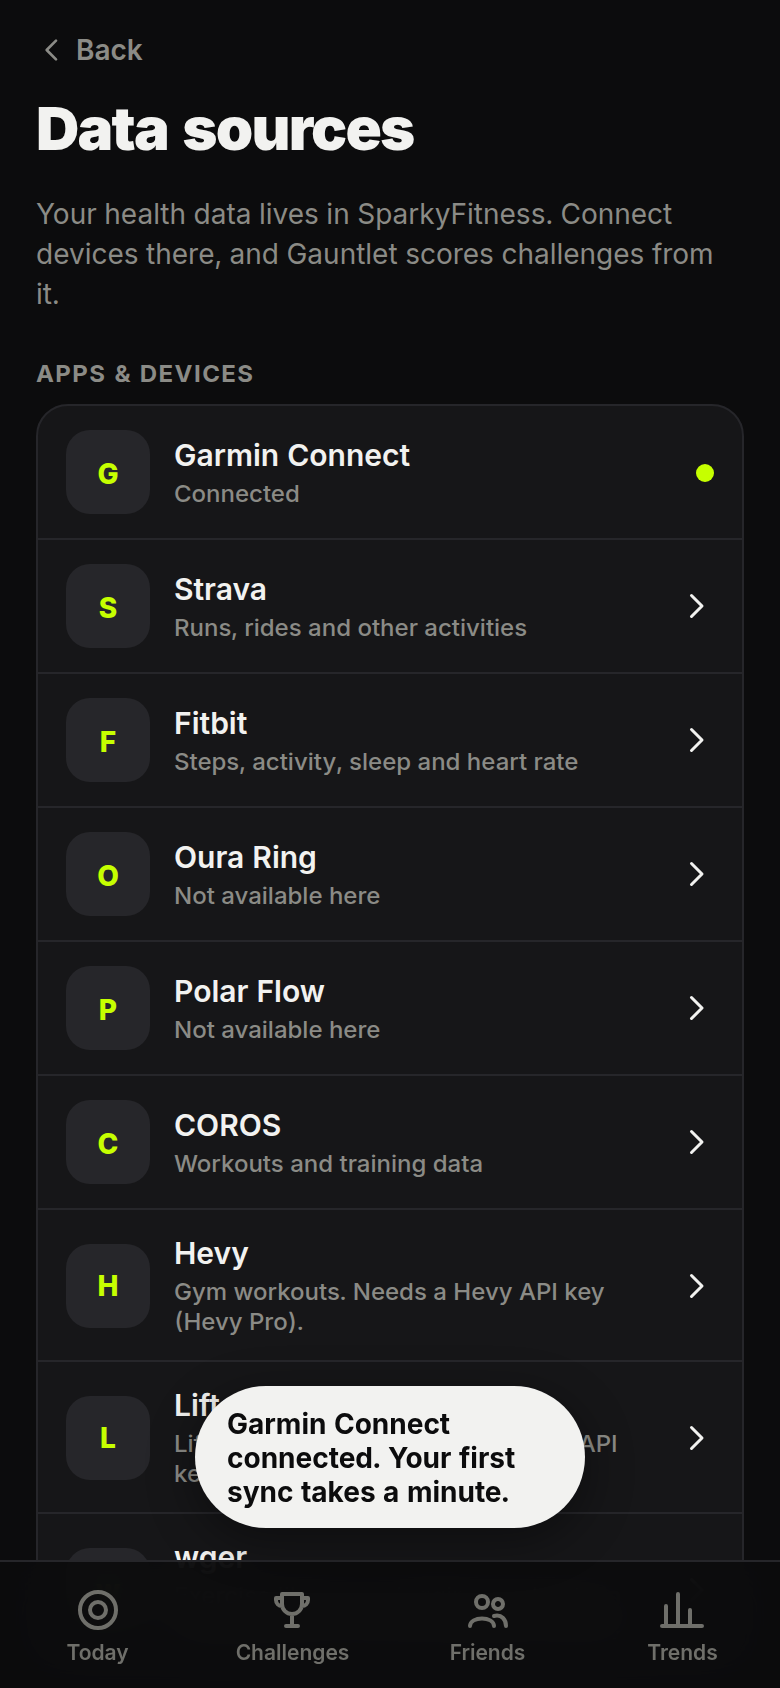 Back
Data sources
Your health data lives in SparkyFitness. Connect
devices there, and Gauntlet scores challenges from
it.
APPS & DEVICES
G
Garmin Connect
Connected
S
Strava
Runs, rides and other activities
F
Fitbit
Steps, activity, sleep and heart rate
O
Oura Ring
Not available here
P
Polar Flow
Not available here
C
COROS
Workouts and training data
H
Hevy
Gym workouts. Needs a Hevy API key
(Hevy Pro).
L
API
Garmin Connect
connected. Your first
sync takes a minute.
wger
Today
Challenges
Friends
Trends